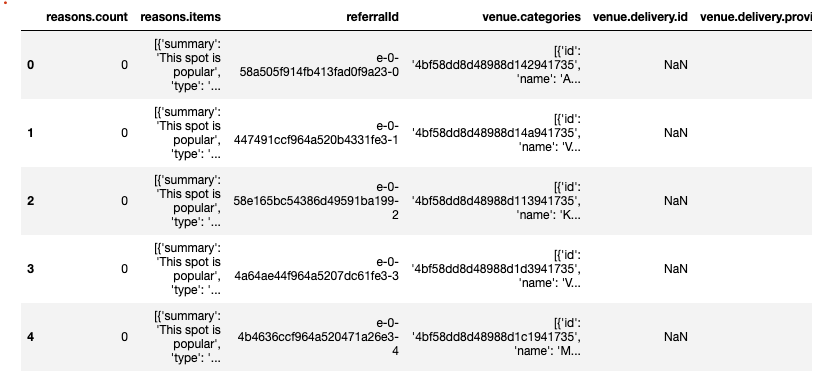 reasons.count reasons.items referralId venue.categories venue.delivery.id venue.delivery.provi
0 0 [{'summary': 'This spot is popular', 'type': '... e-0-58a505f914fb413fad0f9a23-0 [{'id': '4bf58dd8d48988d142941735', 'name': 'A... NaN
1 0 [{'summary': 'This spot is popular', 'type': '... e-0-447491ccf964a520b4331fe3-1 [{'id': '4bf58dd8d48988d14a941735', 'name': 'V... NaN
2 0 [{'summary': 'This spot is popular', 'type': '... e-0-58e165bc54386d49591ba199-2 [{'id': '4bf58dd8d48988d113941735', 'name': 'K... NaN
3 0 [{'summary': 'This spot is popular', 'type': '... e-0-4a64ae44f964a5207dc61fe3-3 [{'id': '4bf58dd8d48988d1d3941735', 'name': 'V... NaN
4 0 [{'summary': 'This spot is popular', 'type': '... e-0-4b4636ccf964a520471a26e3-4 [{'id': '4bf58dd8d48988d1c1941735', 'name': 'M... NaN